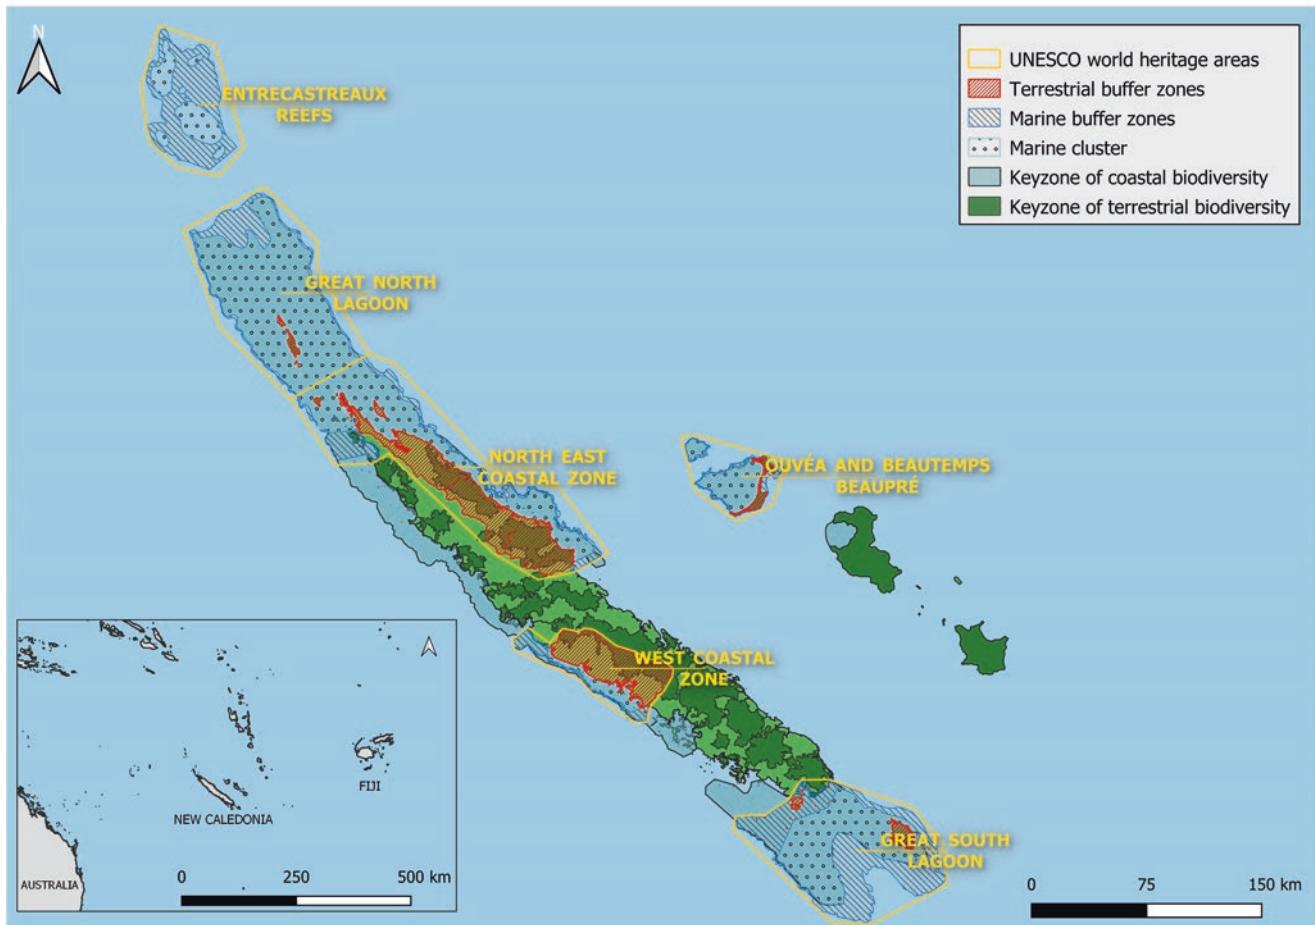 N
ENTRECASTREAUX
REEFS
UNESCO world heritage areas
Terrestrial buffer zones
Marine buffer zones
Marine cluster
Keyzone of coastal biodiversity
Keyzone of terrestrial biodiversity
GREAT NORTH
LAGOON
NORTH EAST
COASTAL ZONE
OUVÉA AND BEAUTEMPS
BEAUPRÉ
WEST COASTAL
ZONE
GREAT SOUTH
LAGOON
FIJI
NEW CALEDONIA
AUSTRALIA
0 250 500 km
0 75 150 km